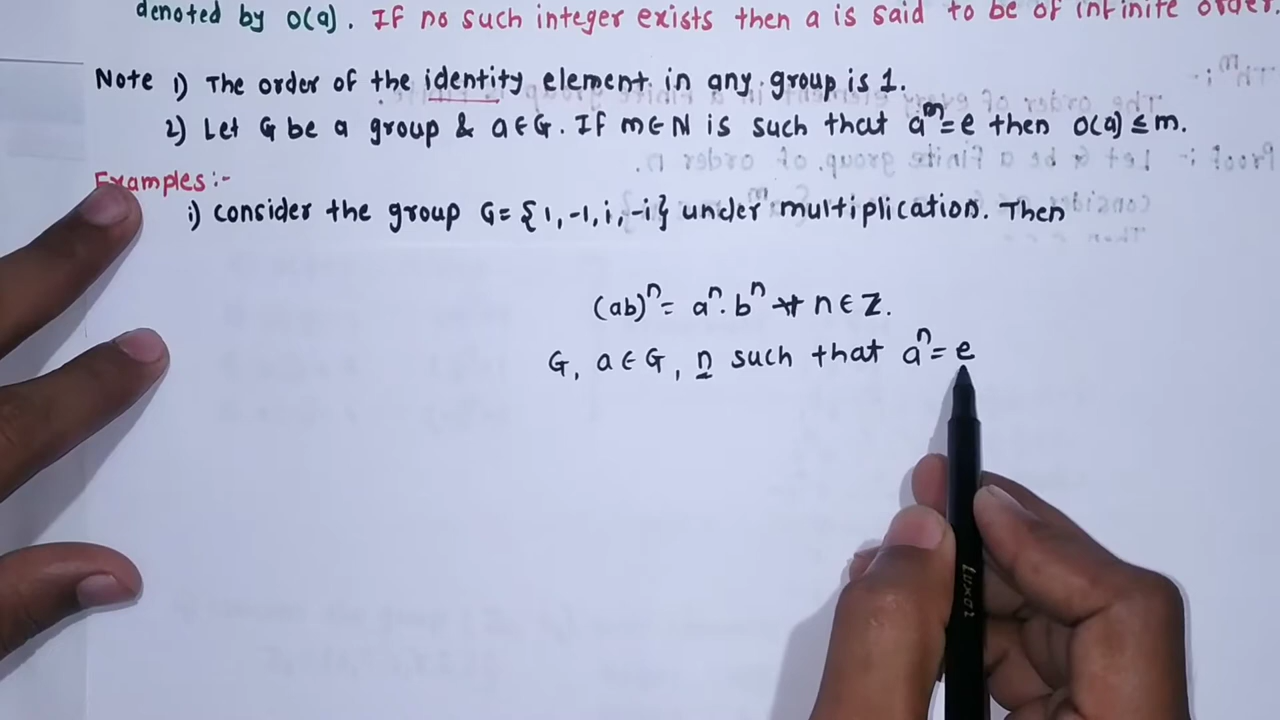 denoted by o(a). If no such integer exists then a is said to be of infinite order.
Note 1) The order of the identity element in any group is 1.
2) Let G be a group & a∈G. If m∈N is such that a^m=e then o(a)≤m.
Examples:-
i) consider the group G={1,-1,i,-i} under multiplication. Then
(ab)^n = a^n.b^n ∀ n∈Z.
G, a∈G, n such that a^n=e
LUXOR